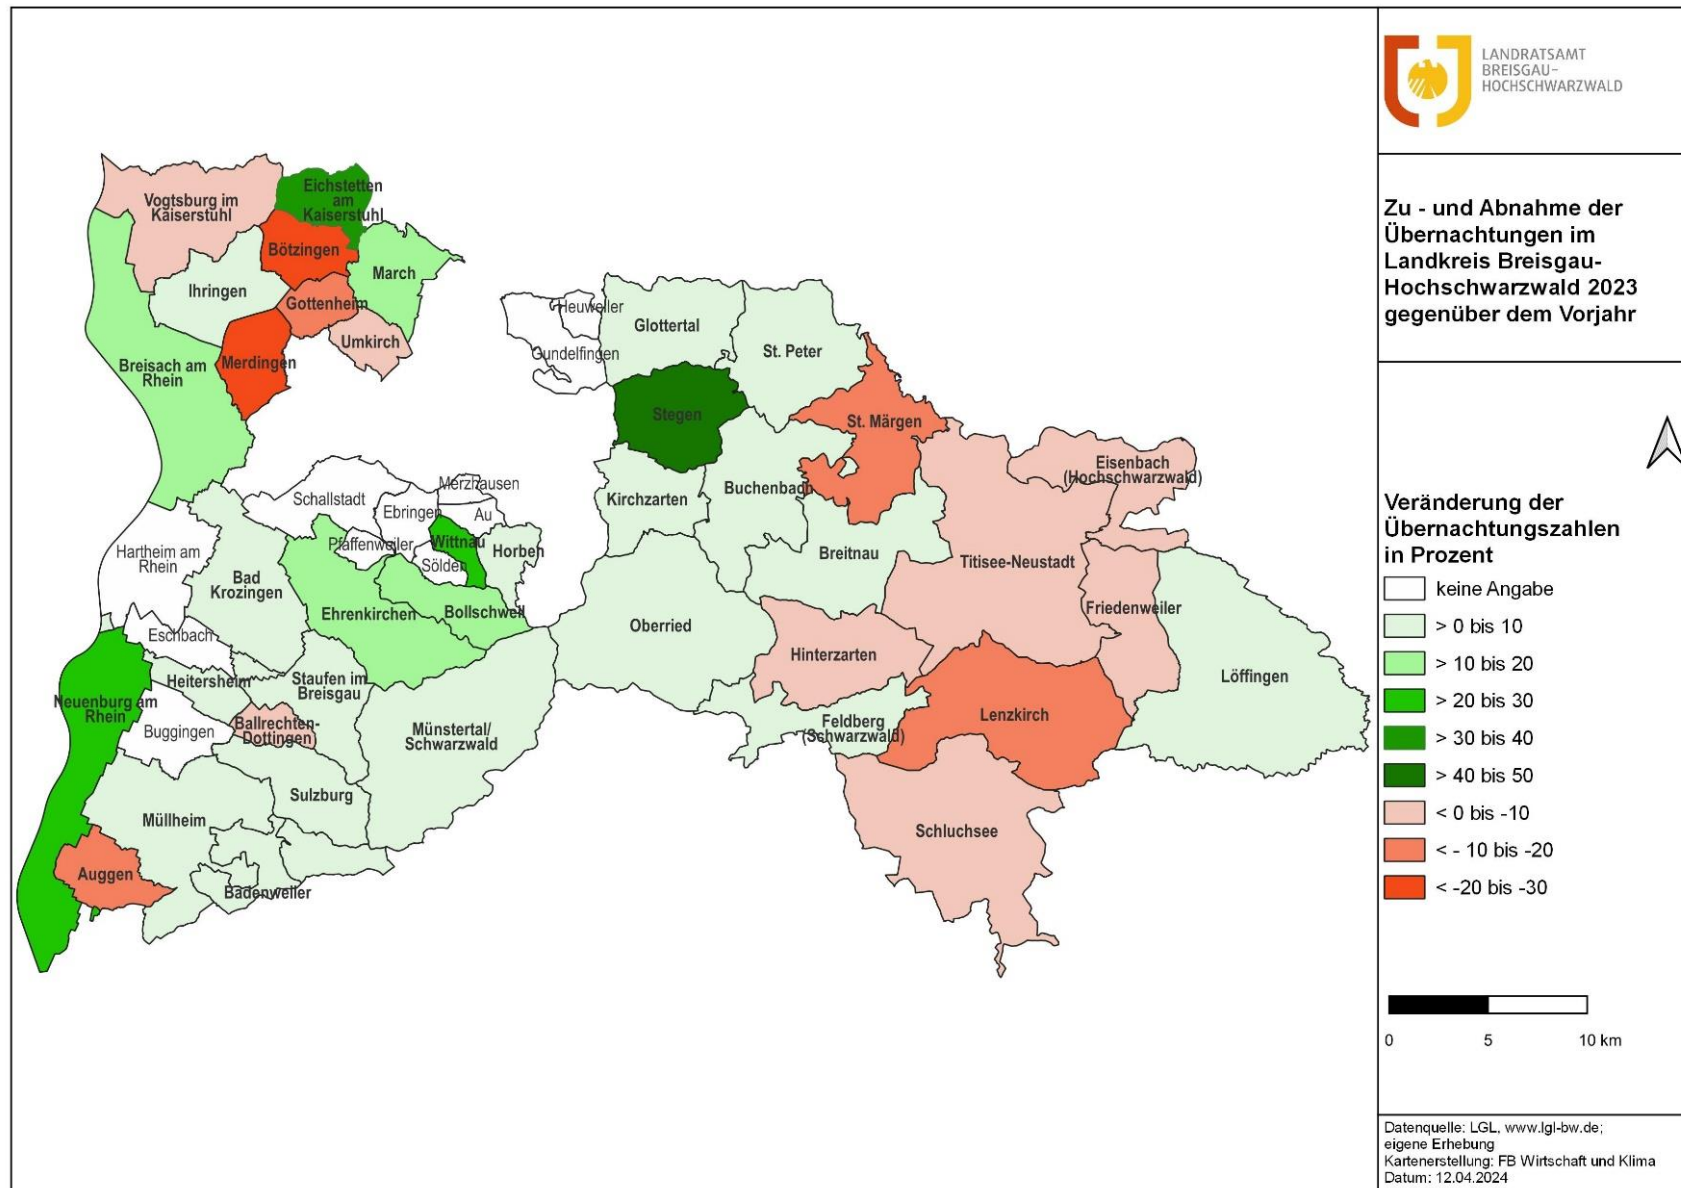 LANDRATSAMT
BREISGAU-
HOCHSCHWARZWALD
Zu - und Abnahme der
Übernachtungen im
Landkreis Breisgau-
Hochschwarzwald 2023
gegenüber dem Vorjahr
Veränderung der
Übernachtungszahlen
in Prozent
keine Angabe
> 0 bis 10
> 10 bis 20
> 20 bis 30
> 30 bis 40
> 40 bis 50
< 0 bis -10
< - 10 bis -20
< -20 bis -30
0 5 10 km
Datenquelle: LGL, www.lgl-bw.de;
eigene Erhebung
Kartenerstellung: FB Wirtschaft und Klima
Datum: 12.04.2024
Vogtsburg im
Kaiserstuhl
Eichstetten
am
Kaiserstuhl
Bötzingen
March
Ihringen
Gottenheim
Umkirch
Breisach am
Rhein
Merdingen
Heuweiler
Gundelfingen
Glottertal
St. Peter
Stegen
St. Märgen
Eisenbach
(Hochschwarzwald)
Kirchzarten
Buchenbach
Breitnau
Titisee-Neustadt
Friedenweiler
Löffingen
Oberried
Hinterzarten
Feldberg
(Schwarzwald)
Lenzkirch
Schluchsee
Merzhausen
Schallstadt
Ebringen
Au
Pfaffenweiler
Wittnau
Horben
Sölden
Hartheim am
Rhein
Bad
Krozingen
Ehrenkirchen
Bollschweil
Eschbach
Heitersheim
Staufen im
Breisgau
Neuenburg am
Rhein
Buggingen
Ballrechten-
Dottingen
Münstertal/
Schwarzwald
Sulzburg
Müllheim
Auggen
Badenweiler